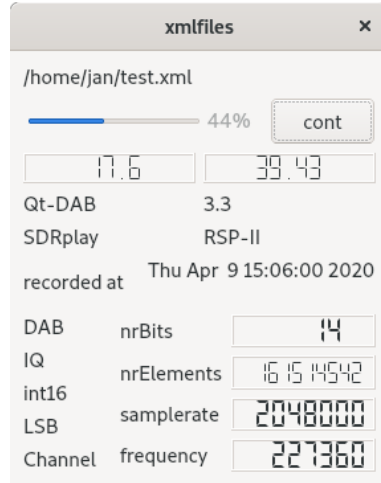 xmlfiles ×
/home/jan/test.xml
44% cont
17.6 39.43
Qt-DAB 3.3
SDRplay RSP-II
recorded at Thu Apr 9 15:06:00 2020
DAB nrBits 14
IQ nrElements 161514542
int16
LSB samplerate 2048000
Channel frequency 227360